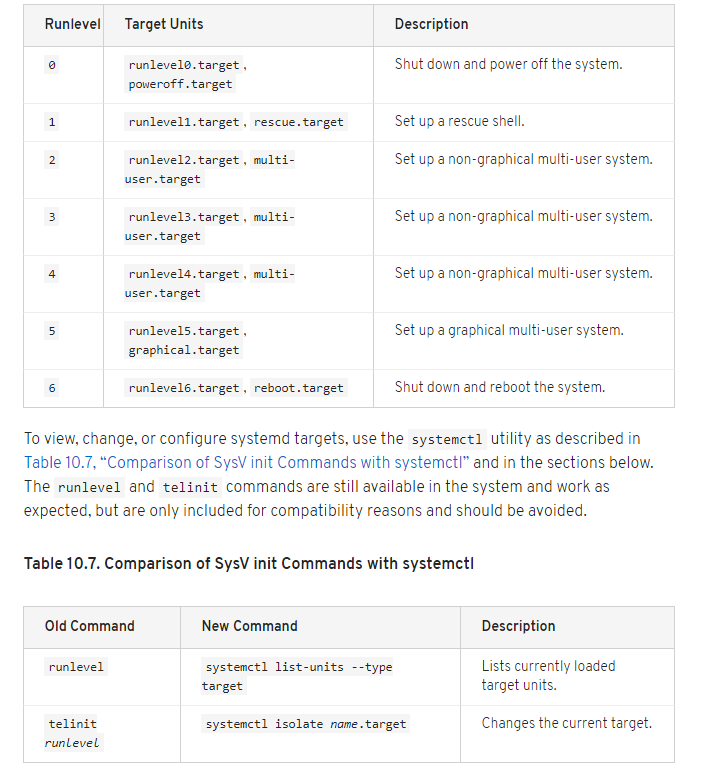 Runlevel Target Units Description
0 runlevel0.target, Shut down and power off the system.
poweroff.target
1 runlevel1.target, rescue.target Set up a rescue shell.
2 runlevel2.target, multi- Set up a non-graphical multi-user system.
user.target
3 runlevel3.target, multi- Set up a non-graphical multi-user system.
user.target
4 runlevel4.target, multi- Set up a non-graphical multi-user system.
user.target
5 runlevel5.target, Set up a graphical multi-user system.
graphical.target
6 runlevel6.target, reboot.target Shut down and reboot the system.
To view, change, or configure systemd targets, use the systemctl utility as described in
Table 10.7, “Comparison of SysV init Commands with systemctl” and in the sections below.
The runlevel and telinit commands are still available in the system and work as
expected, but are only included for compatibility reasons and should be avoided.
Table 10.7. Comparison of SysV init Commands with systemctl
Old Command New Command Description
runlevel systemctl list-units --type Lists currently loaded
target target units.
telinit systemctl isolate name.target Changes the current target.
runlevel